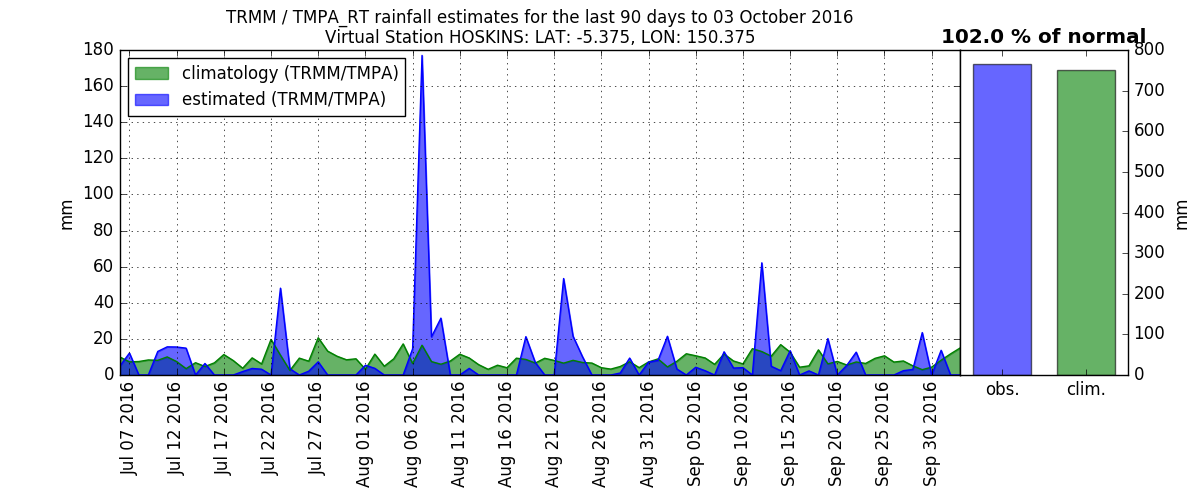 TRMM / TMPA_RT rainfall estimates for the last 90 days to 03 October 2016
Virtual Station HOSKINS: LAT: -5.375, LON: 150.375
102.0 % of normal
climatology (TRMM/TMPA)
estimated (TRMM/TMPA)
mm
180
160
140
120
100
80
60
40
20
0
Jul 07 2016
Jul 12 2016
Jul 17 2016
Jul 22 2016
Jul 27 2016
Aug 01 2016
Aug 06 2016
Aug 11 2016
Aug 16 2016
Aug 21 2016
Aug 26 2016
Aug 31 2016
Sep 05 2016
Sep 10 2016
Sep 15 2016
Sep 20 2016
Sep 25 2016
Sep 30 2016
obs.
clim.
800
700
600
500
400
300
200
100
0
mm